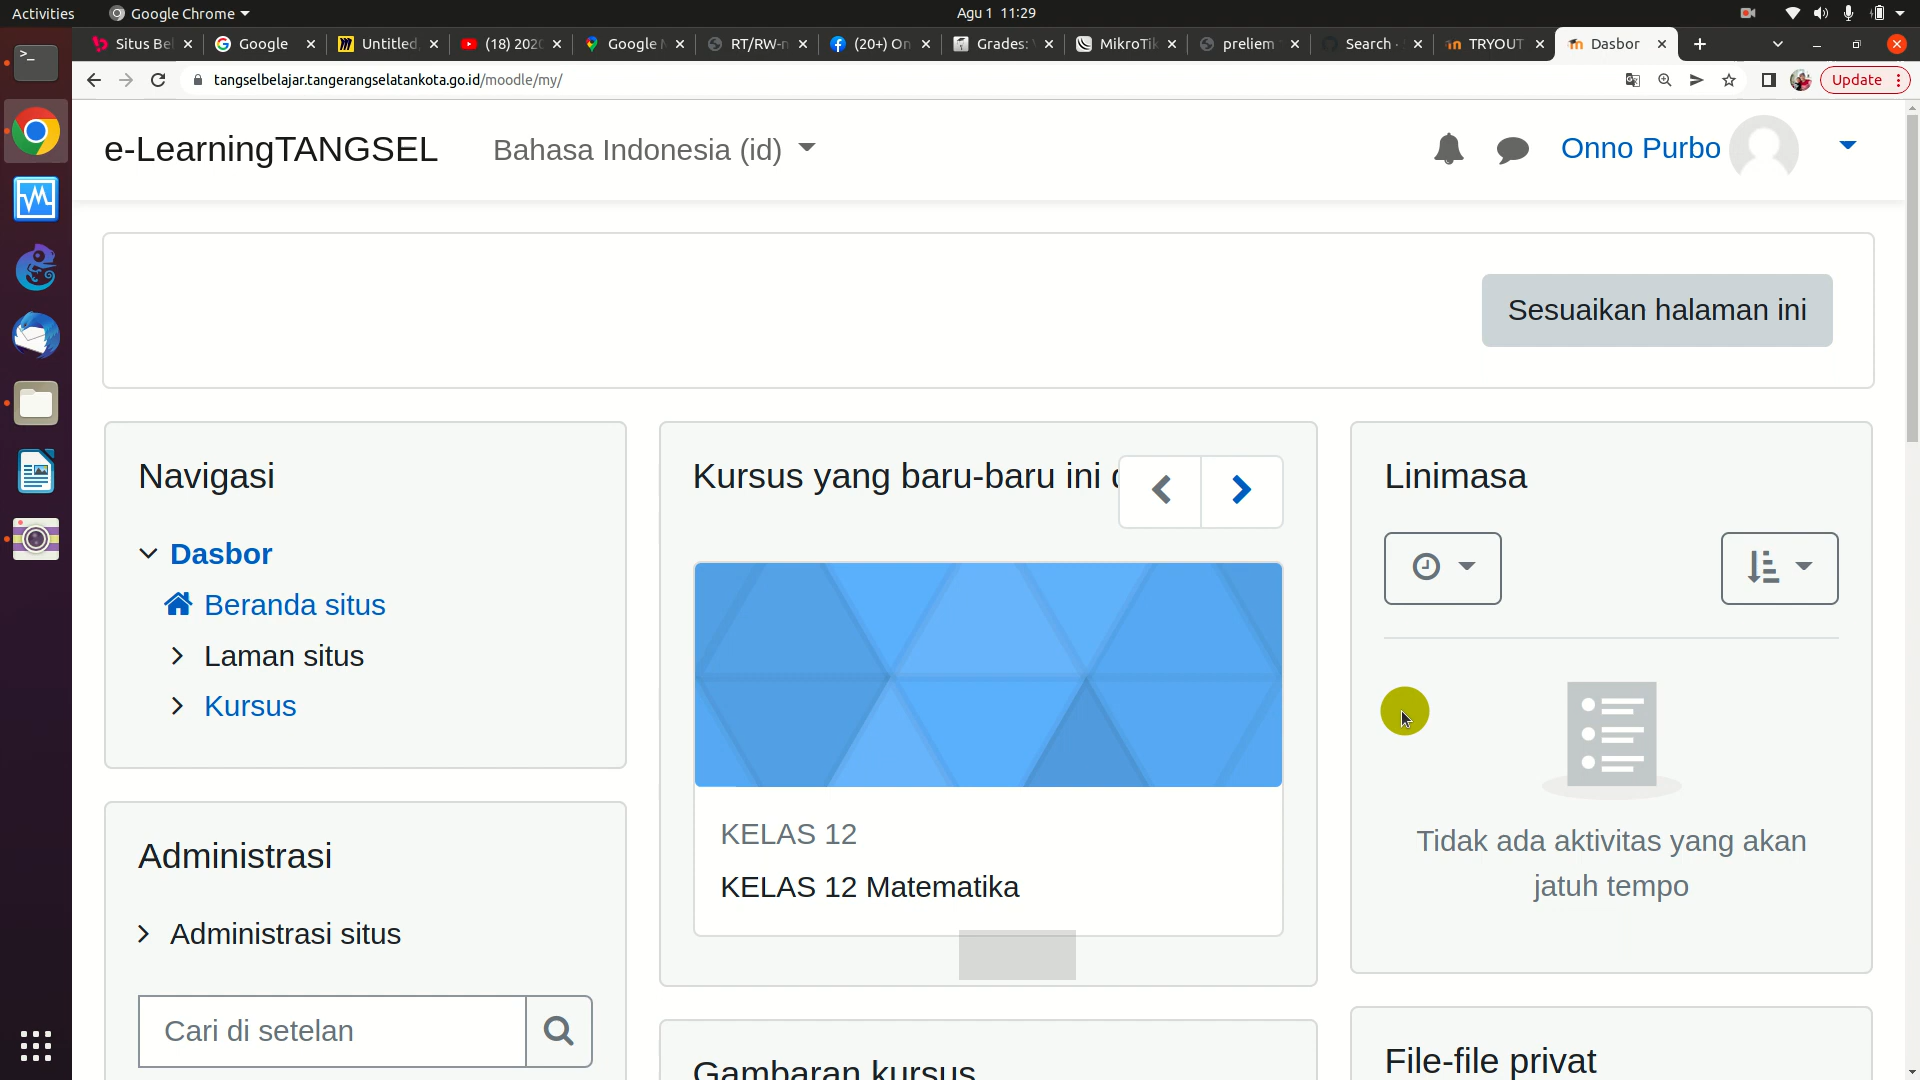 Activities
Google Chrome
Agu 1 11:29
Situs Be
Google
Untitled
(18) 202
Google
RT/RW-n
(20+) On
Grades:
MikroTik
preliem
Search
TRYOUT
Dasbor
tangselbelajar.tangerangselatankota.go.id/moodle/my/
Update
e-LearningTANGSEL
Bahasa Indonesia (id)
Onno Purbo
Sesuaikan halaman ini
Navigasi
Dasbor
Beranda situs
Laman situs
Kursus
Administrasi
Administrasi situs
Cari di setelan
Kursus yang baru-baru ini
KELAS 12
KELAS 12 Matematika
Gambaran kursus
Linimasa
Tidak ada aktivitas yang akan
jatuh tempo
File-file privat